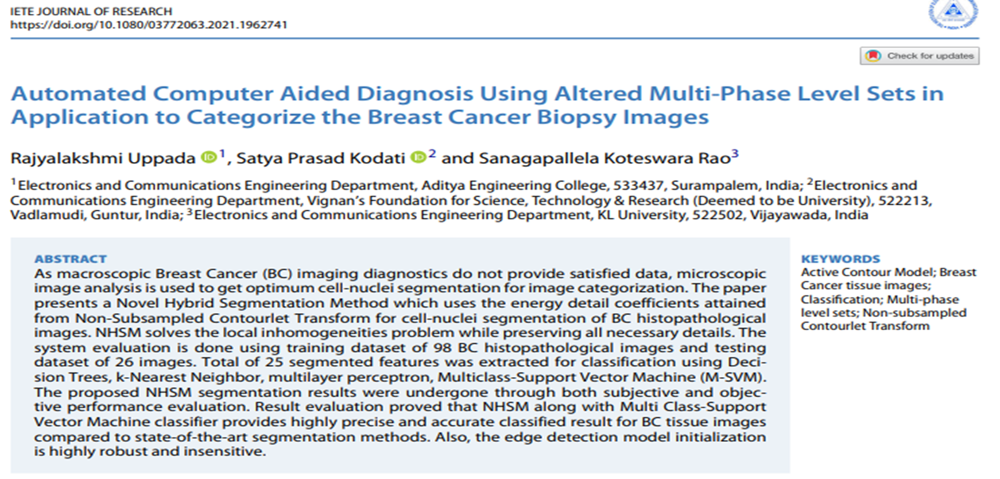 IETE JOURNAL OF RESEARCH
https://doi.org/10.1080/03772063.2021.1962741
Check for updates
Automated Computer Aided Diagnosis Using Altered Multi-Phase Level Sets in
Application to Categorize the Breast Cancer Biopsy Images
Rajyalakshmi Uppada iD 1, Satya Prasad Kodati iD 2 and Sanagapallela Koteswara Rao3
1Electronics and Communications Engineering Department, Aditya Engineering College, 533437, Surampalem, India; 2Electronics and
Communications Engineering Department, Vignan's Foundation for Science, Technology & Research (Deemed to be University), 522213,
Vadlamudi, Guntur, India; 3Electronics and Communications Engineering Department, KL University, 522502, Vijayawada, India
ABSTRACT
As macroscopic Breast Cancer (BC) imaging diagnostics do not provide satisfied data, microscopic
image analysis is used to get optimum cell-nuclei segmentation for image categorization. The paper
presents a Novel Hybrid Segmentation Method which uses the energy detail coefficients attained
from Non-Subsampled Contourlet Transform for cell-nuclei segmentation of BC histopathological
images. NHSM solves the local inhomogeneities problem while preserving all necessary details. The
system evaluation is done using training dataset of 98 BC histopathological images and testing
dataset of 26 images. Total of 25 segmented features was extracted for classification using Deci-
sion Trees, k-Nearest Neighbor, multilayer perceptron, Multiclass-Support Vector Machine (M-SVM).
The proposed NHSM segmentation results were undergone through both subjective and objec-
tive performance evaluation. Result evaluation proved that NHSM along with Multi Class-Support
Vector Machine classifier provides highly precise and accurate classified result for BC tissue images
compared to state-of-the-art segmentation methods. Also, the edge detection model initialization
is highly robust and insensitive.
KEYWORDS
Active Contour Model; Breast
Cancer tissue images;
Classification; Multi-phase
level sets; Non-subsampled
Contourlet Transform